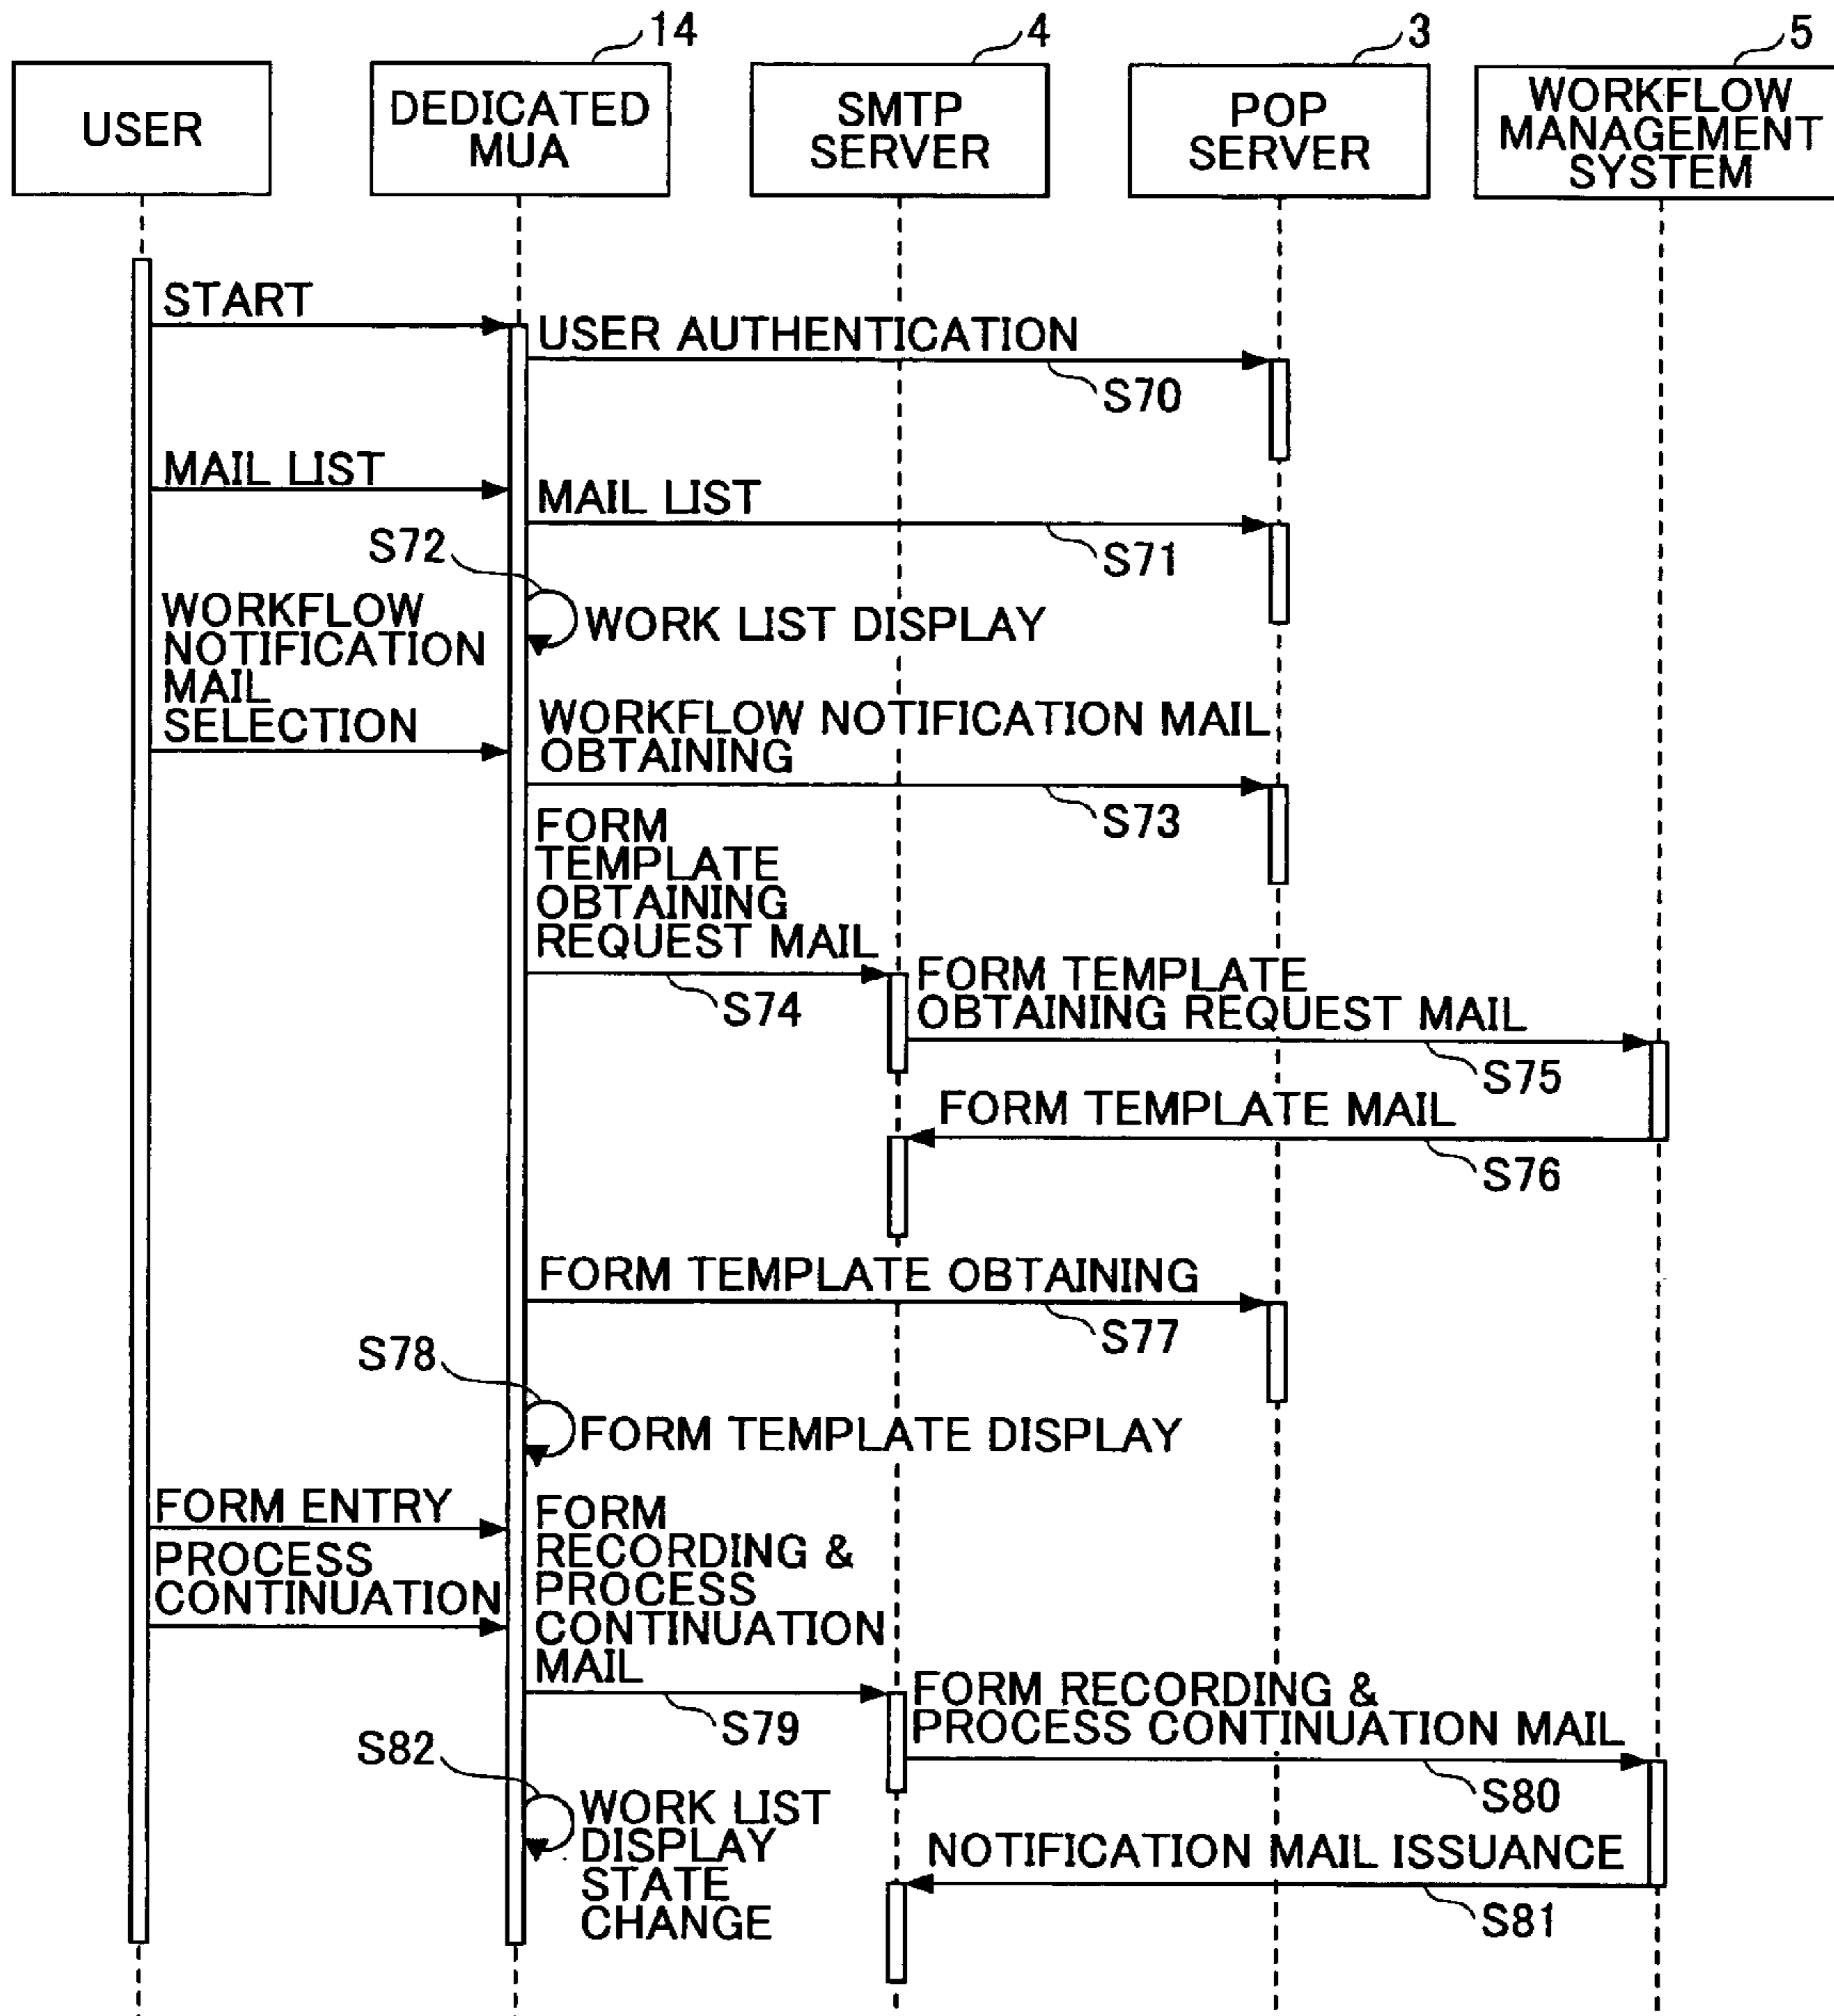 14
4
3
5
USER
DEDICATED
MUA
SMTP
SERVER
POP
SERVER
WORKFLOW
MANAGEMENT
SYSTEM
START
USER AUTHENTICATION
S70
MAIL LIST
MAIL LIST
S71
S72
WORK LIST DISPLAY
WORKFLOW
NOTIFICATION
MAIL
SELECTION
WORKFLOW NOTIFICATION MAIL
OBTAINING
S73
FORM
TEMPLATE
OBTAINING
REQUEST MAIL
S74
FORM TEMPLATE
OBTAINING REQUEST MAIL
S75
FORM TEMPLATE MAIL
S76
FORM TEMPLATE OBTAINING
S77
S78
FORM TEMPLATE DISPLAY
FORM ENTRY
PROCESS
CONTINUATION
FORM
RECORDING &
PROCESS
CONTINUATION
MAIL
S79
FORM RECORDING &
PROCESS CONTINUATION MAIL
S80
S82
WORK LIST
DISPLAY
STATE
CHANGE
NOTIFICATION MAIL ISSUANCE
S81